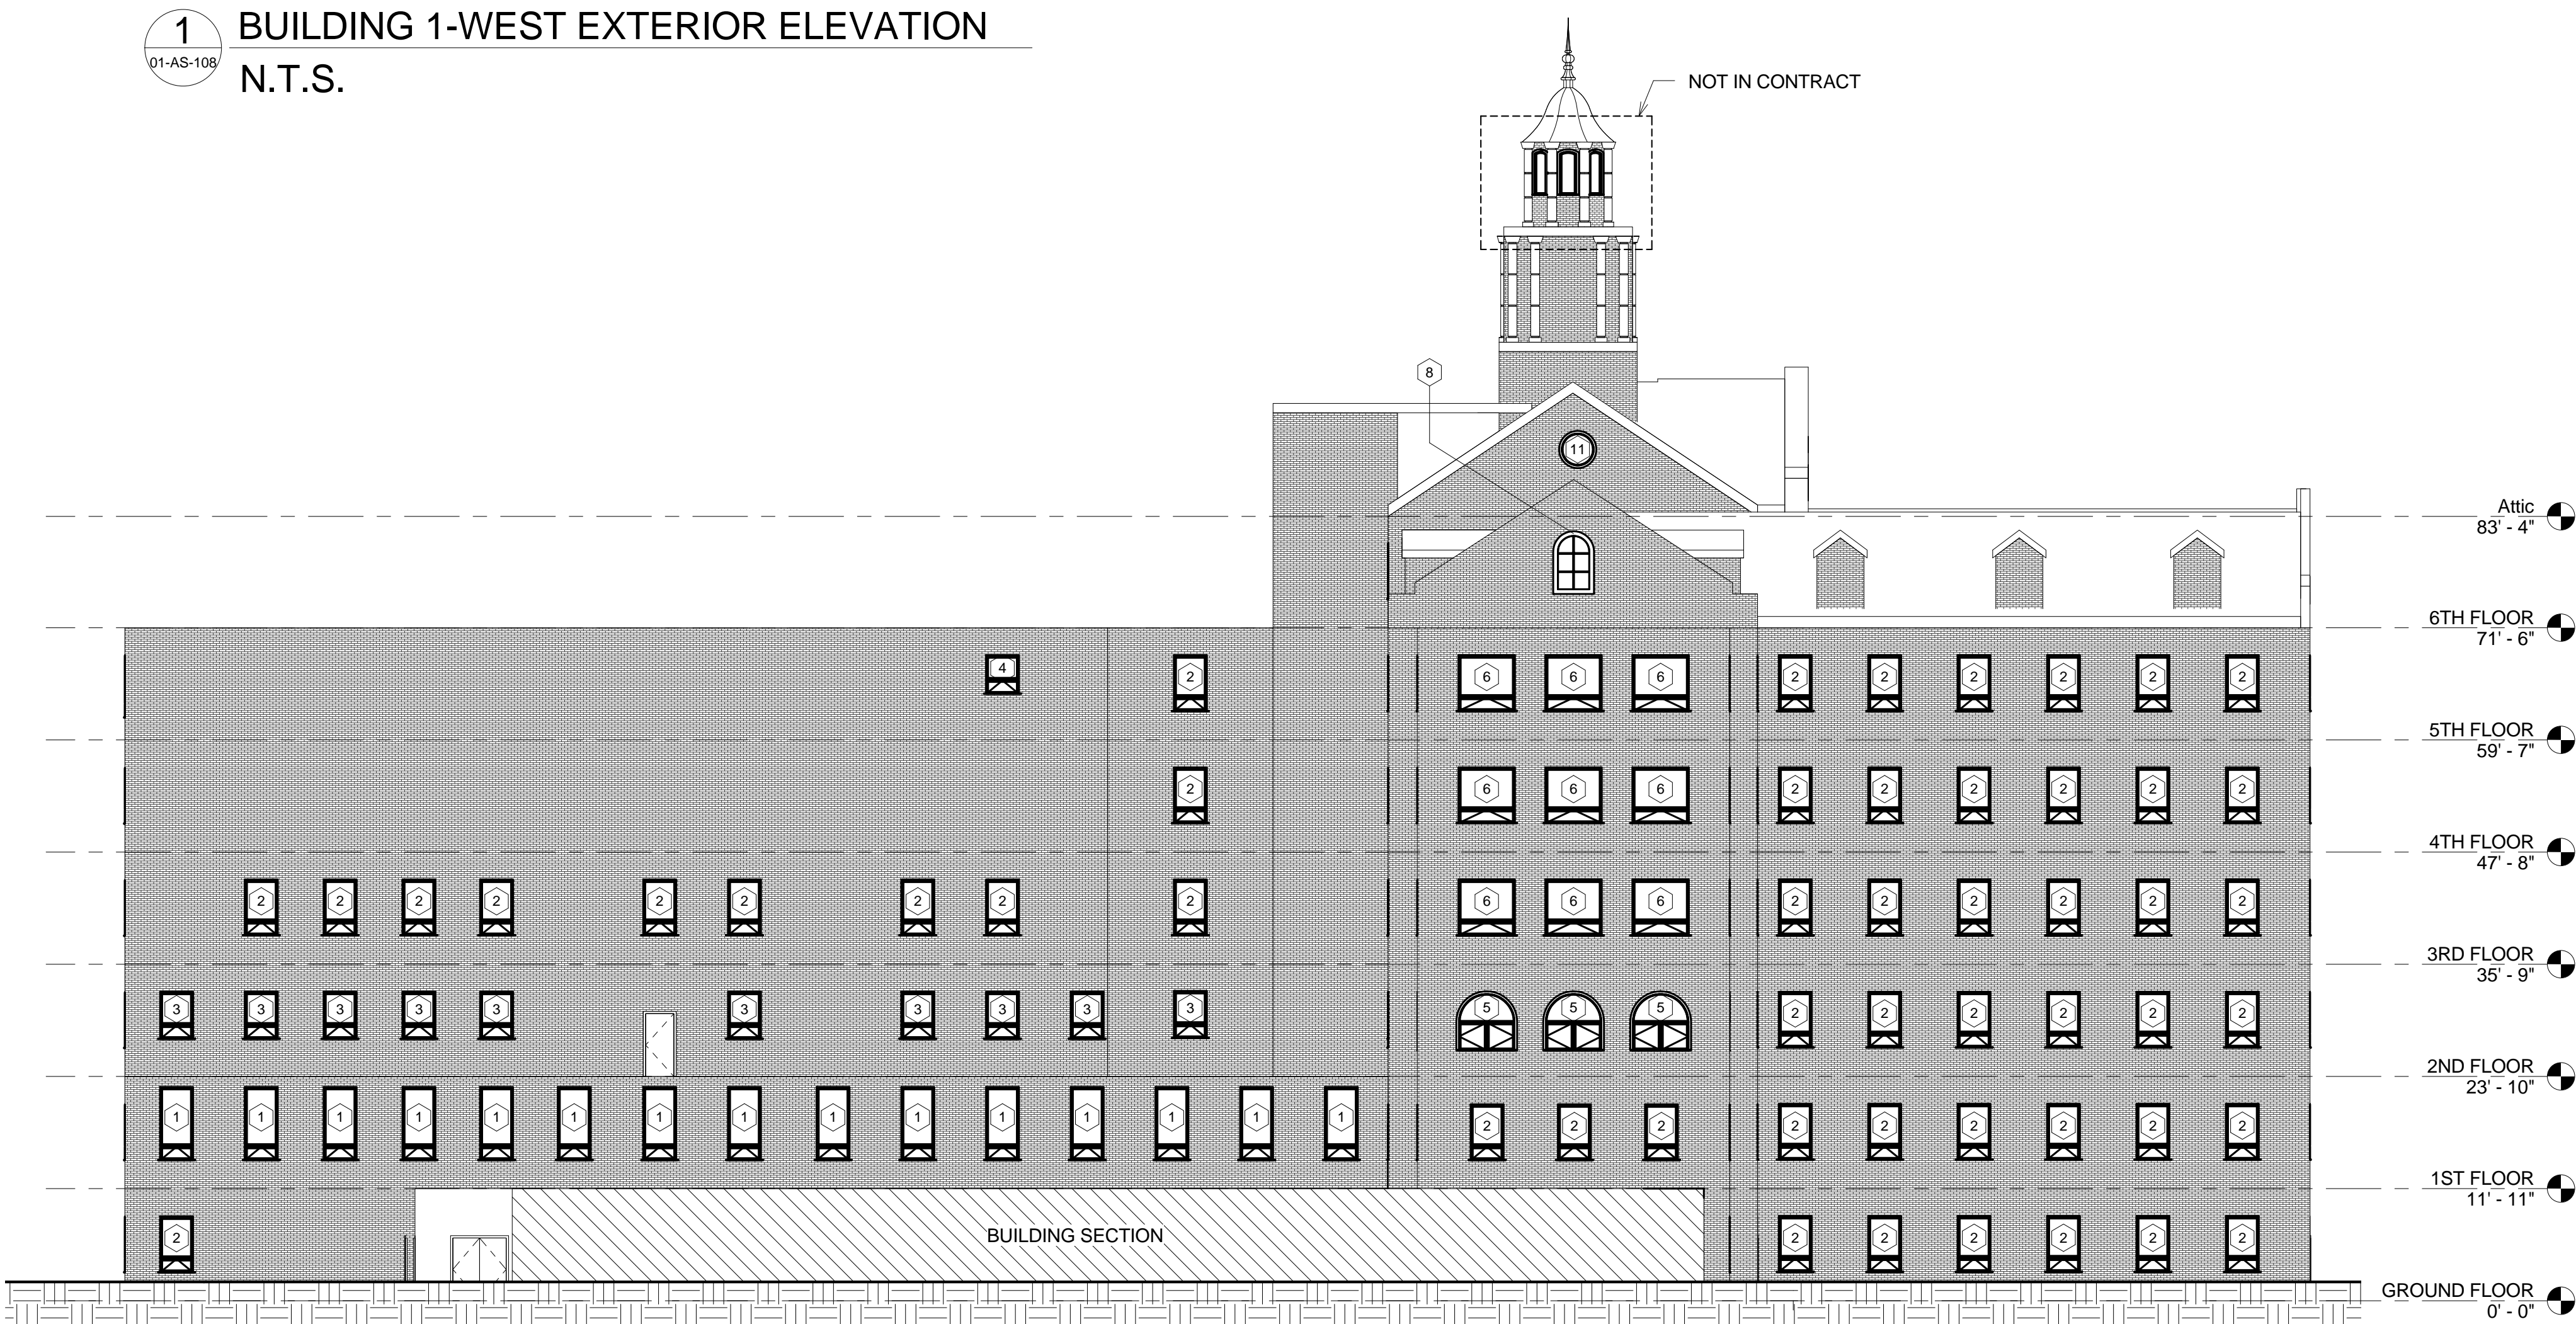 1
01-AS-108
BUILDING 1-WEST EXTERIOR ELEVATION
N.T.S.
NOT IN CONTRACT
8
11
Attic
83' - 4"
6TH FLOOR
71' - 6"
4 2 6 6 6 2 2 2 2 2 2
5TH FLOOR
59' - 7"
2 6 6 6 2 2 2 2 2 2
4TH FLOOR
47' - 8"
2 2 2 2 2 2 2 2 2 6 6 6 2 2 2 2 2 2
3RD FLOOR
35' - 9"
3 3 3 3 3 3 3 3 3 3 5 5 5 2 2 2 2 2 2
2ND FLOOR
23' - 10"
1 1 1 1 1 1 1 1 1 1 1 1 1 1 1 2 2 2 2 2 2 2 2 2
1ST FLOOR
11' - 11"
2 BUILDING SECTION 2 2 2 2 2 2
GROUND FLOOR
0' - 0"